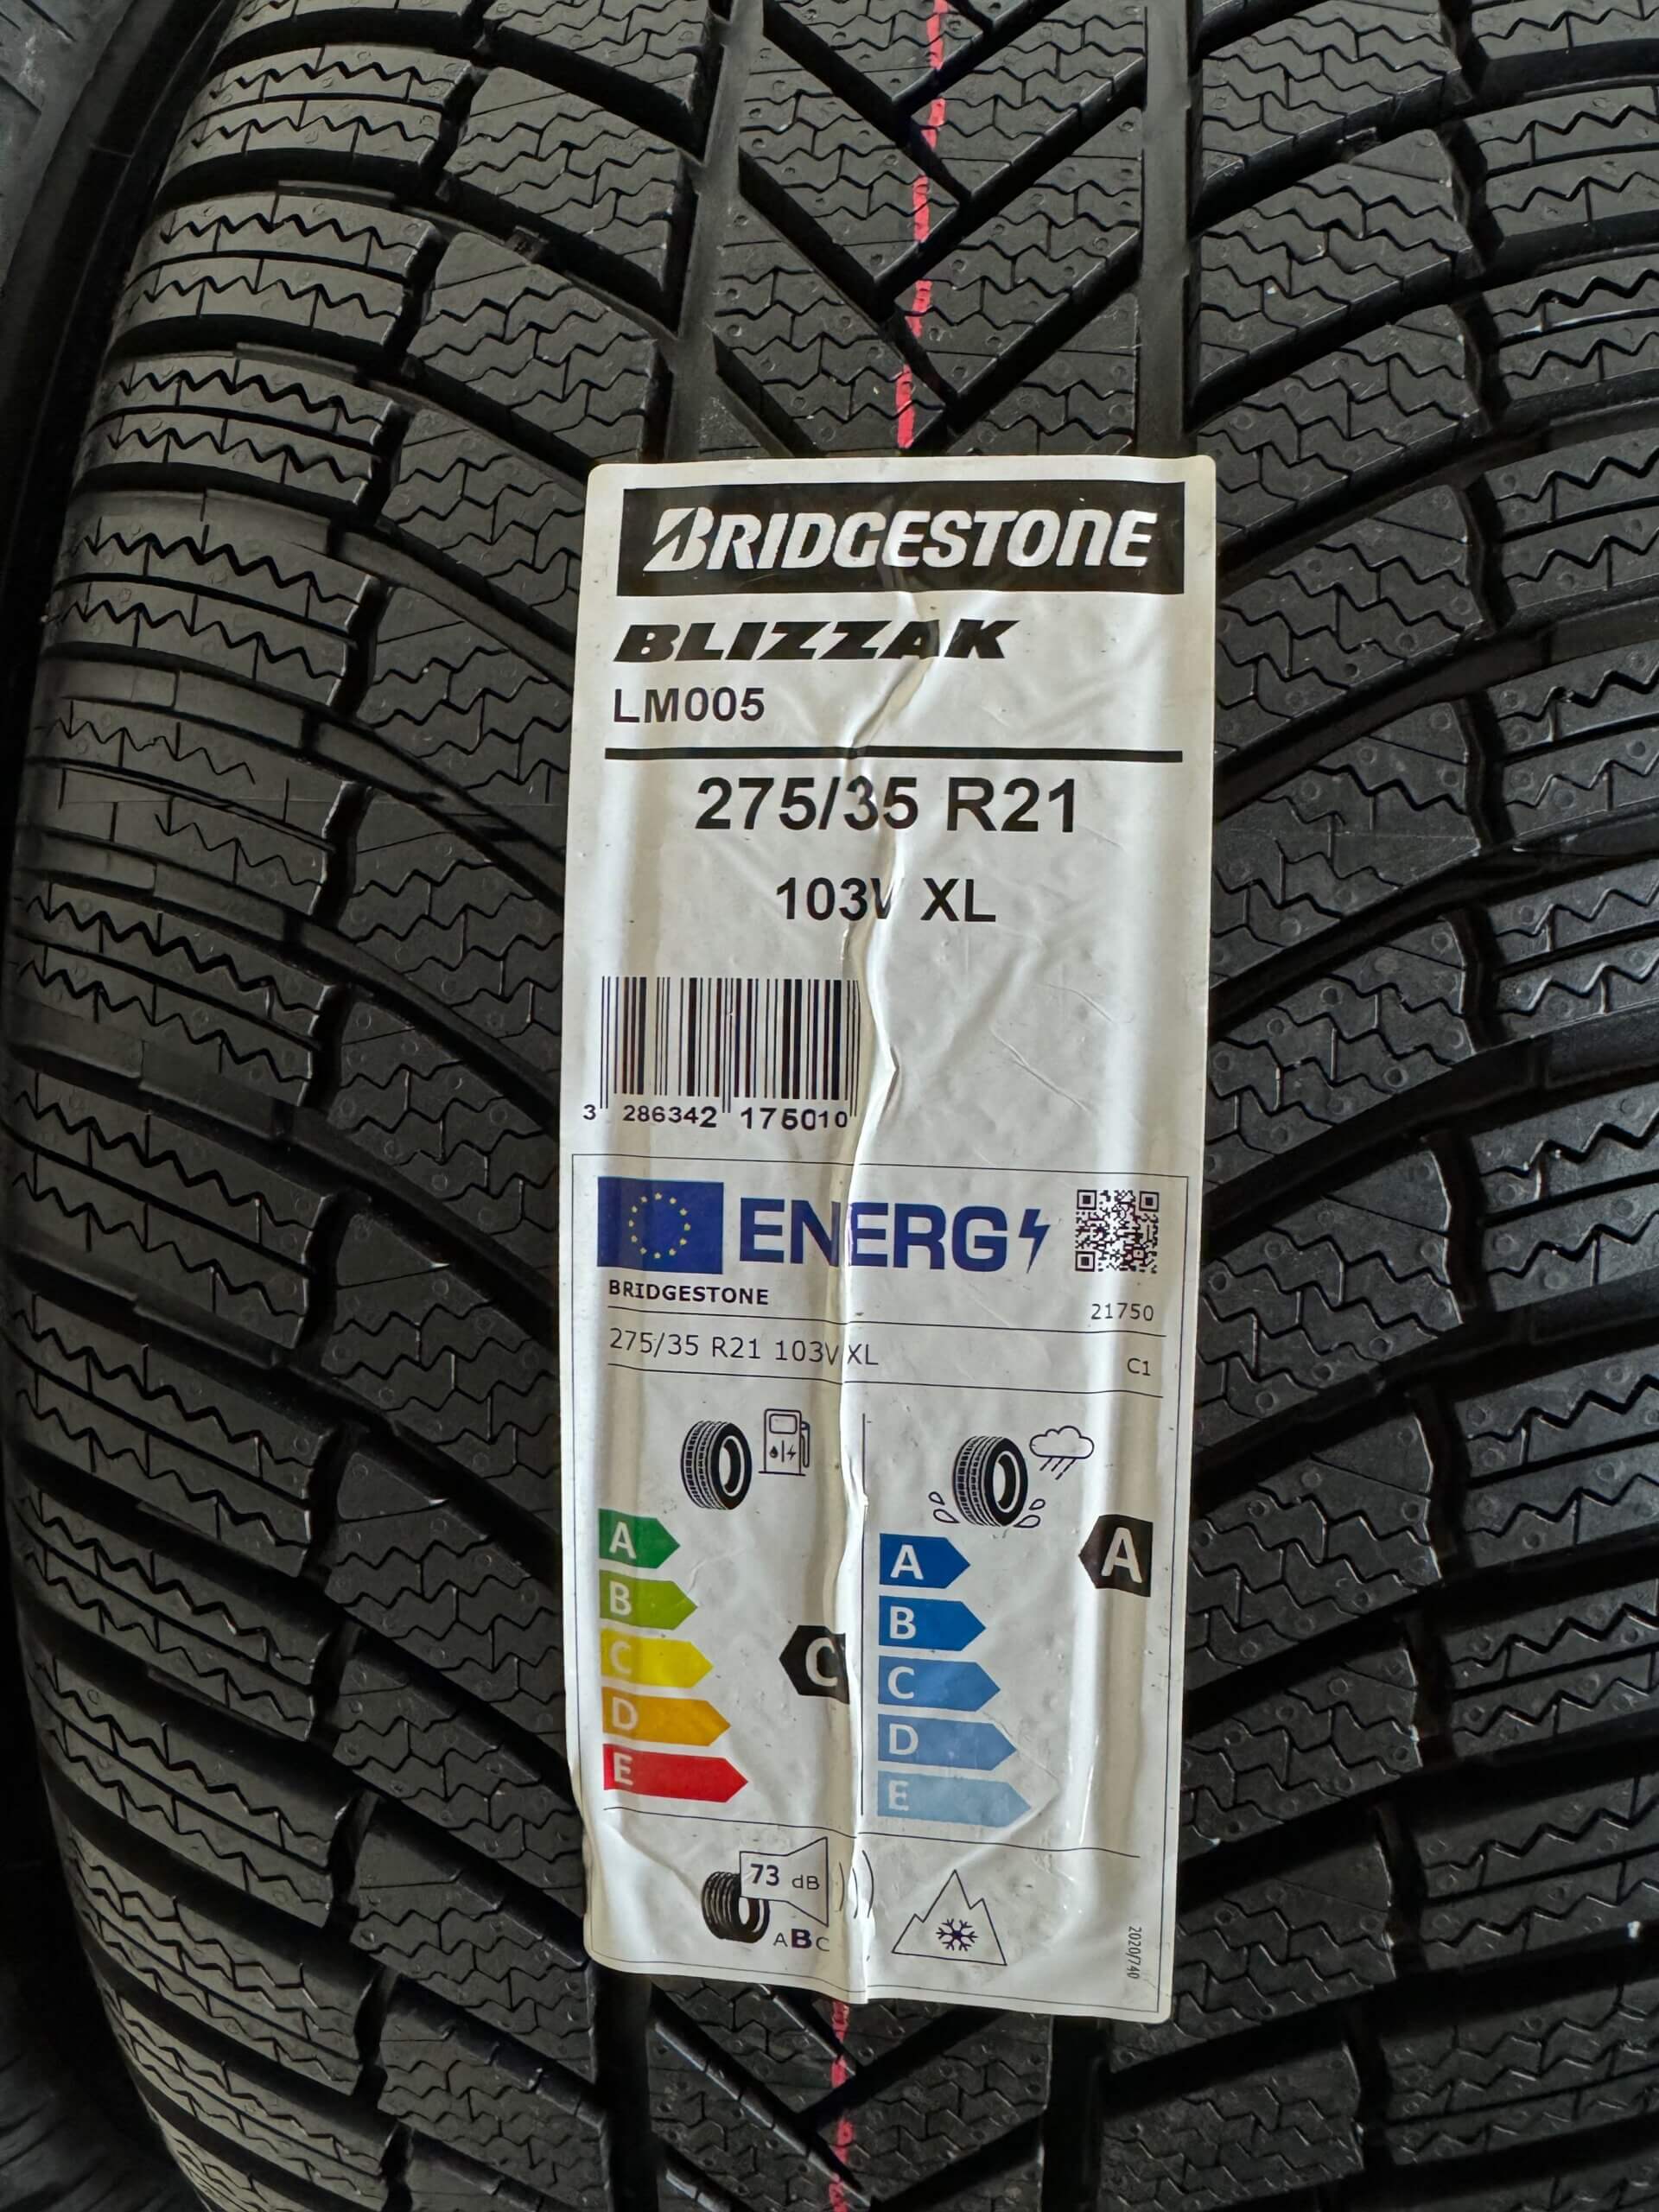 BRIDGESTONE
BLIZZAK
LM005
275/35 R21
103V XL
3 286342 175010
ENERG
BRIDGESTONE
21750
275/35 R21 103V XL
C1
A
B
C
D
E
C
A
B
C
D
E
A
73 dB
ABC
2020/740